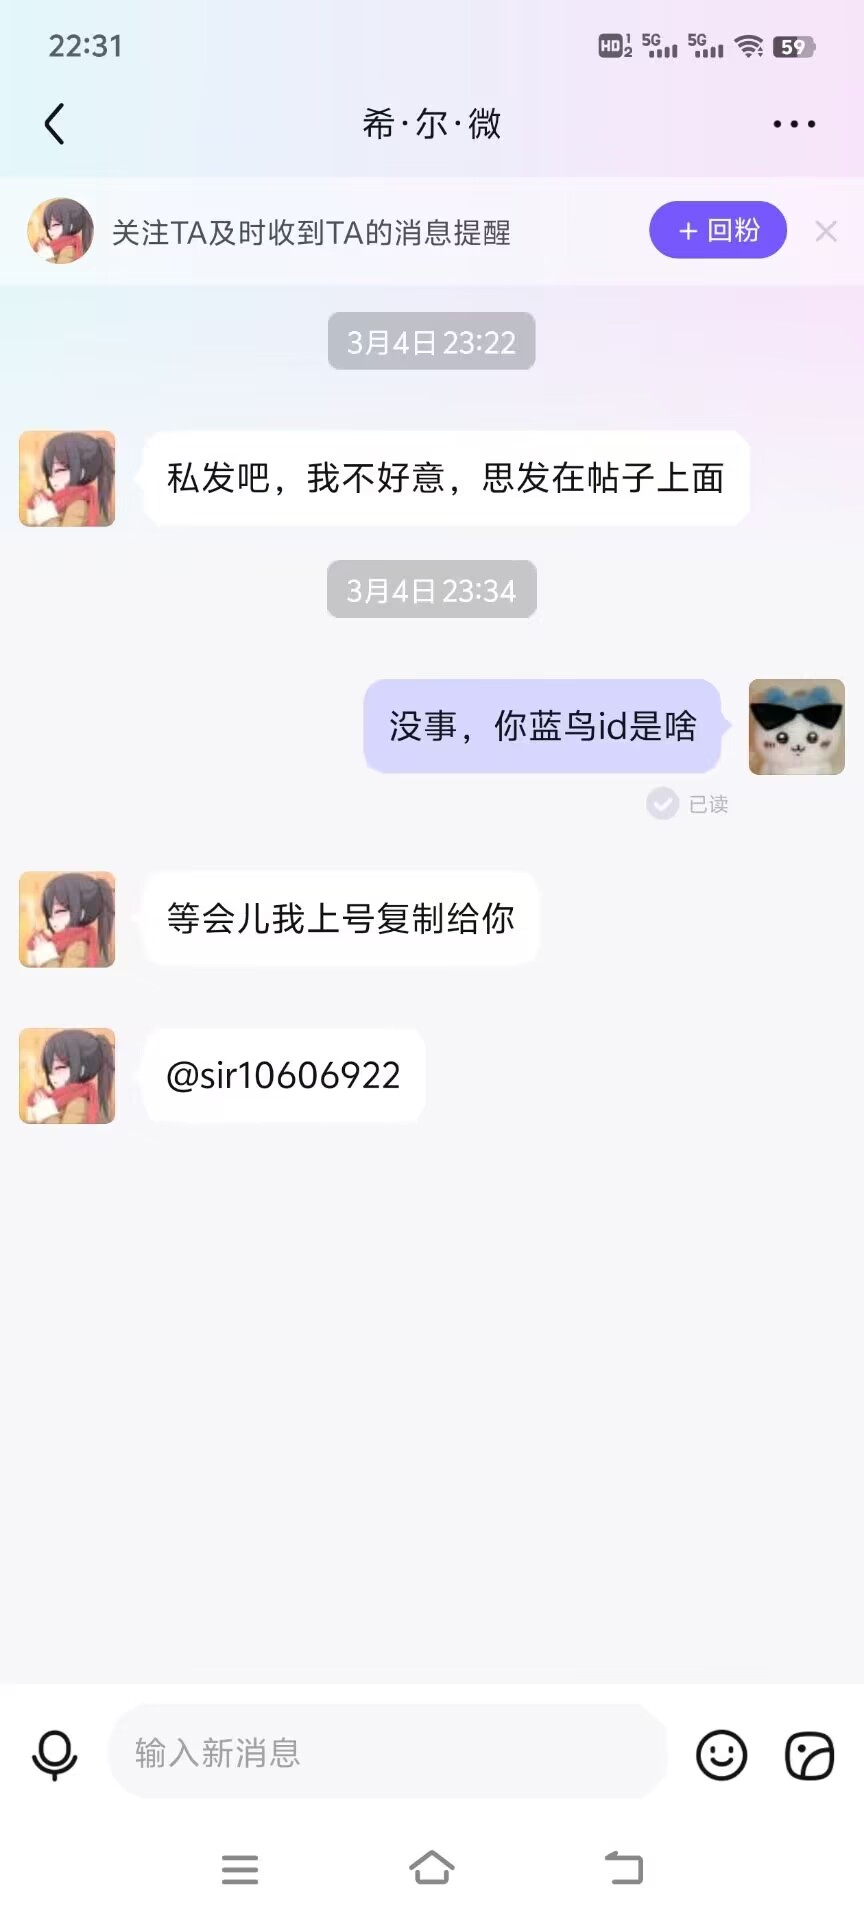 22:31
HD 1 2 5G 5G 59
希·尔·微
关注TA及时收到TA的消息提醒
+ 回粉
3月4日 23:22
私发吧，我不好意，思发在帖子上面
3月4日 23:34
没事，你蓝鸟id是啥
已读
等会儿我上号复制给你
@sir10606922
输入新消息